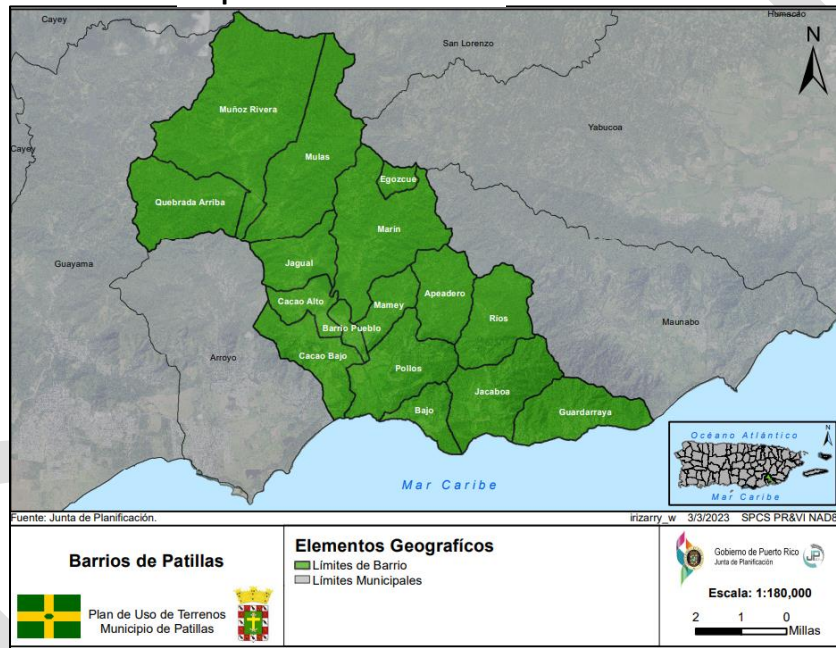 Cayey
Humacao
San Lorenzo
N
Muñoz Rivera
Yabucoa
Cayey
Mulas
Egozcue
Quebrada Arriba
Marín
Guayama
Jagual
Apeadero
Cacao Alto
Mamey
Ríos
Maunabo
Barrio Pueblo
Arroyo
Cacao Bajo
Pollos
Jacaboa
Bajo
Guardarraya
Océano Atlántico
N
Mar Caribe
Mar Caribe
Fuente: Junta de Planificación.
irizarry_w 3/3/2023 SPCS PR&VI NAD8
Barrios de Patillas
Plan de Uso de Terrenos
Municipio de Patillas
Elementos Geografícos
Límites de Barrio
Límites Municipales
Gobierno de Puerto Rico
Junta de Planificación
JP
Escala: 1:180,000
2 1 0
Millas